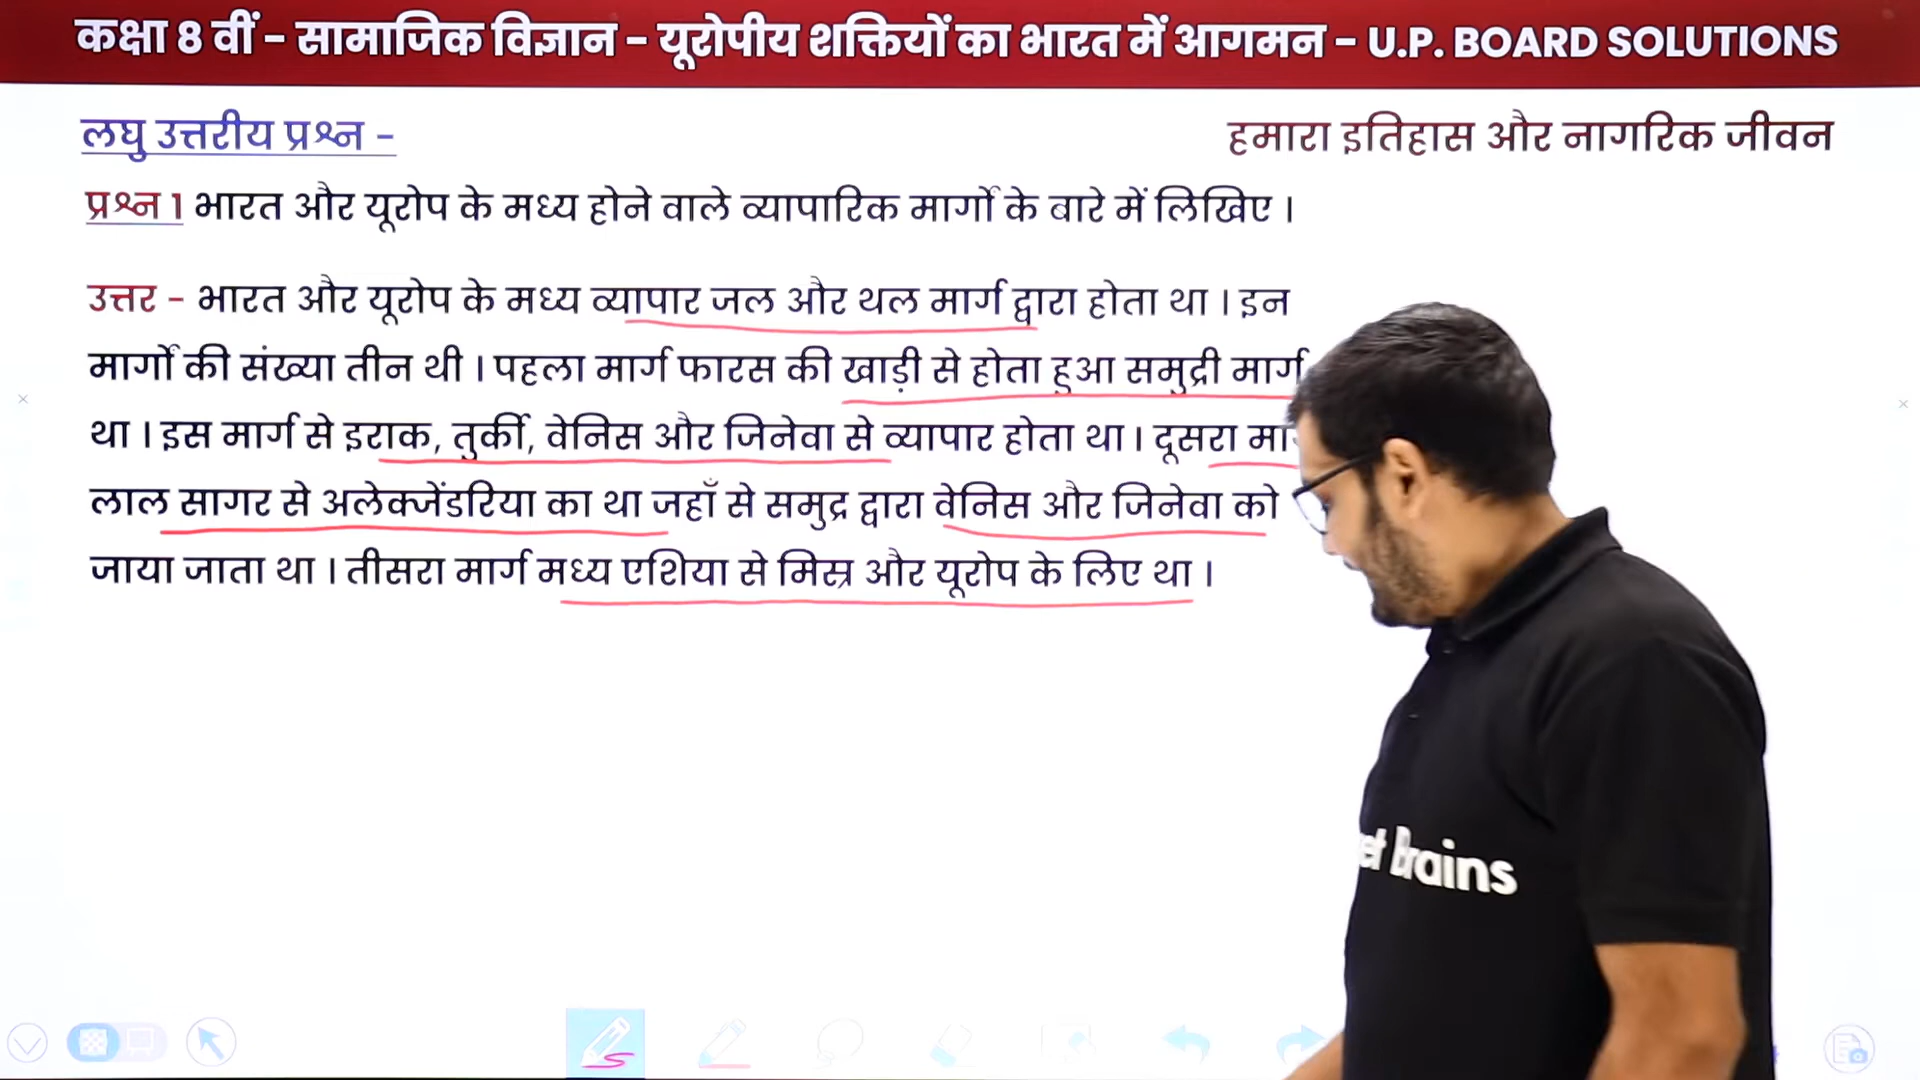 कक्षा 8 वीं - सामाजिक विज्ञान - यूरोपीय शक्तियों का भारत में आगमन - U.P. BOARD SOLUTIONS
लघु उत्तरीय प्रश्न -
हमारा इतिहास और नागरिक जीवन
प्रश्न 1 भारत और यूरोप के मध्य होने वाले व्यापारिक मार्गों के बारे में लिखिए ।
उत्तर - भारत और यूरोप के मध्य व्यापार जल और थल मार्ग द्वारा होता था । इन
मार्गों की संख्या तीन थी । पहला मार्ग फारस की खाड़ी से होता हुआ समुद्री मार्ग
था । इस मार्ग से इराक, तुर्की, वेनिस और जिनेवा से व्यापार होता था । दूसरा
लाल सागर से अलेक्जेंडरिया का था जहाँ से समुद्र द्वारा वेनिस और जिनेवा को
जाया जाता था । तीसरा मार्ग मध्य एशिया से मिस्र और यूरोप के लिए था ।
Brains